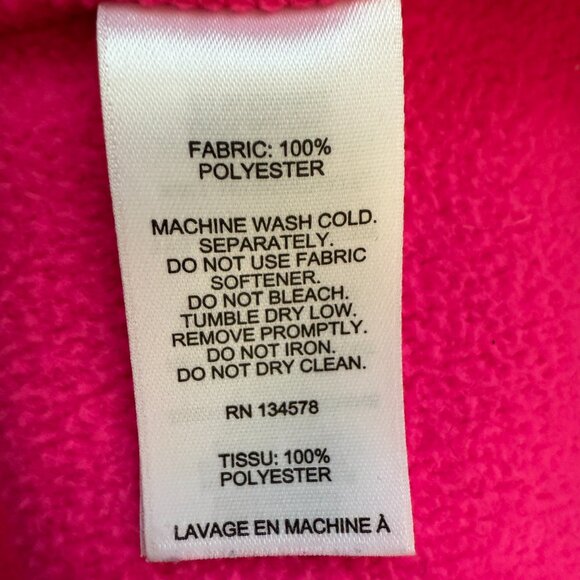 FABRIC: 100%
POLYESTER
MACHINE WASH COLD.
SEPARATELY.
DO NOT USE FABRIC
SOFTENER.
DO NOT BLEACH.
TUMBLE DRY LOW.
REMOVE PROMPTLY.
DO NOT IRON.
DO NOT DRY CLEAN.
RN 134578
TISSU: 100%
POLYESTER
LAVAGE EN MACHINE À